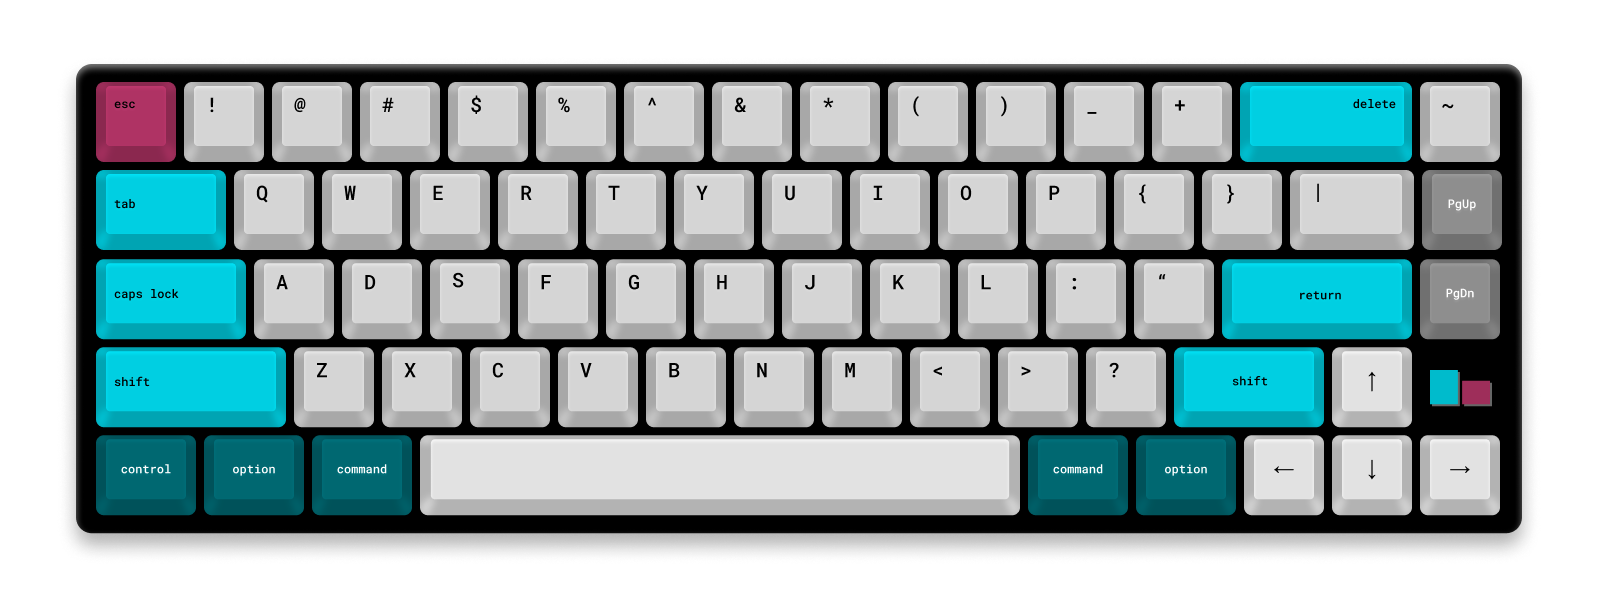 esc ! @ # $ % ^ & * ( ) _ + delete ~
tab Q W E R T Y U I O P { } | PgUp
caps lock A D S F G H J K L : “ return PgDn
shift Z X C V B N M < > ? shift ↑
control option command command option ← ↓ →